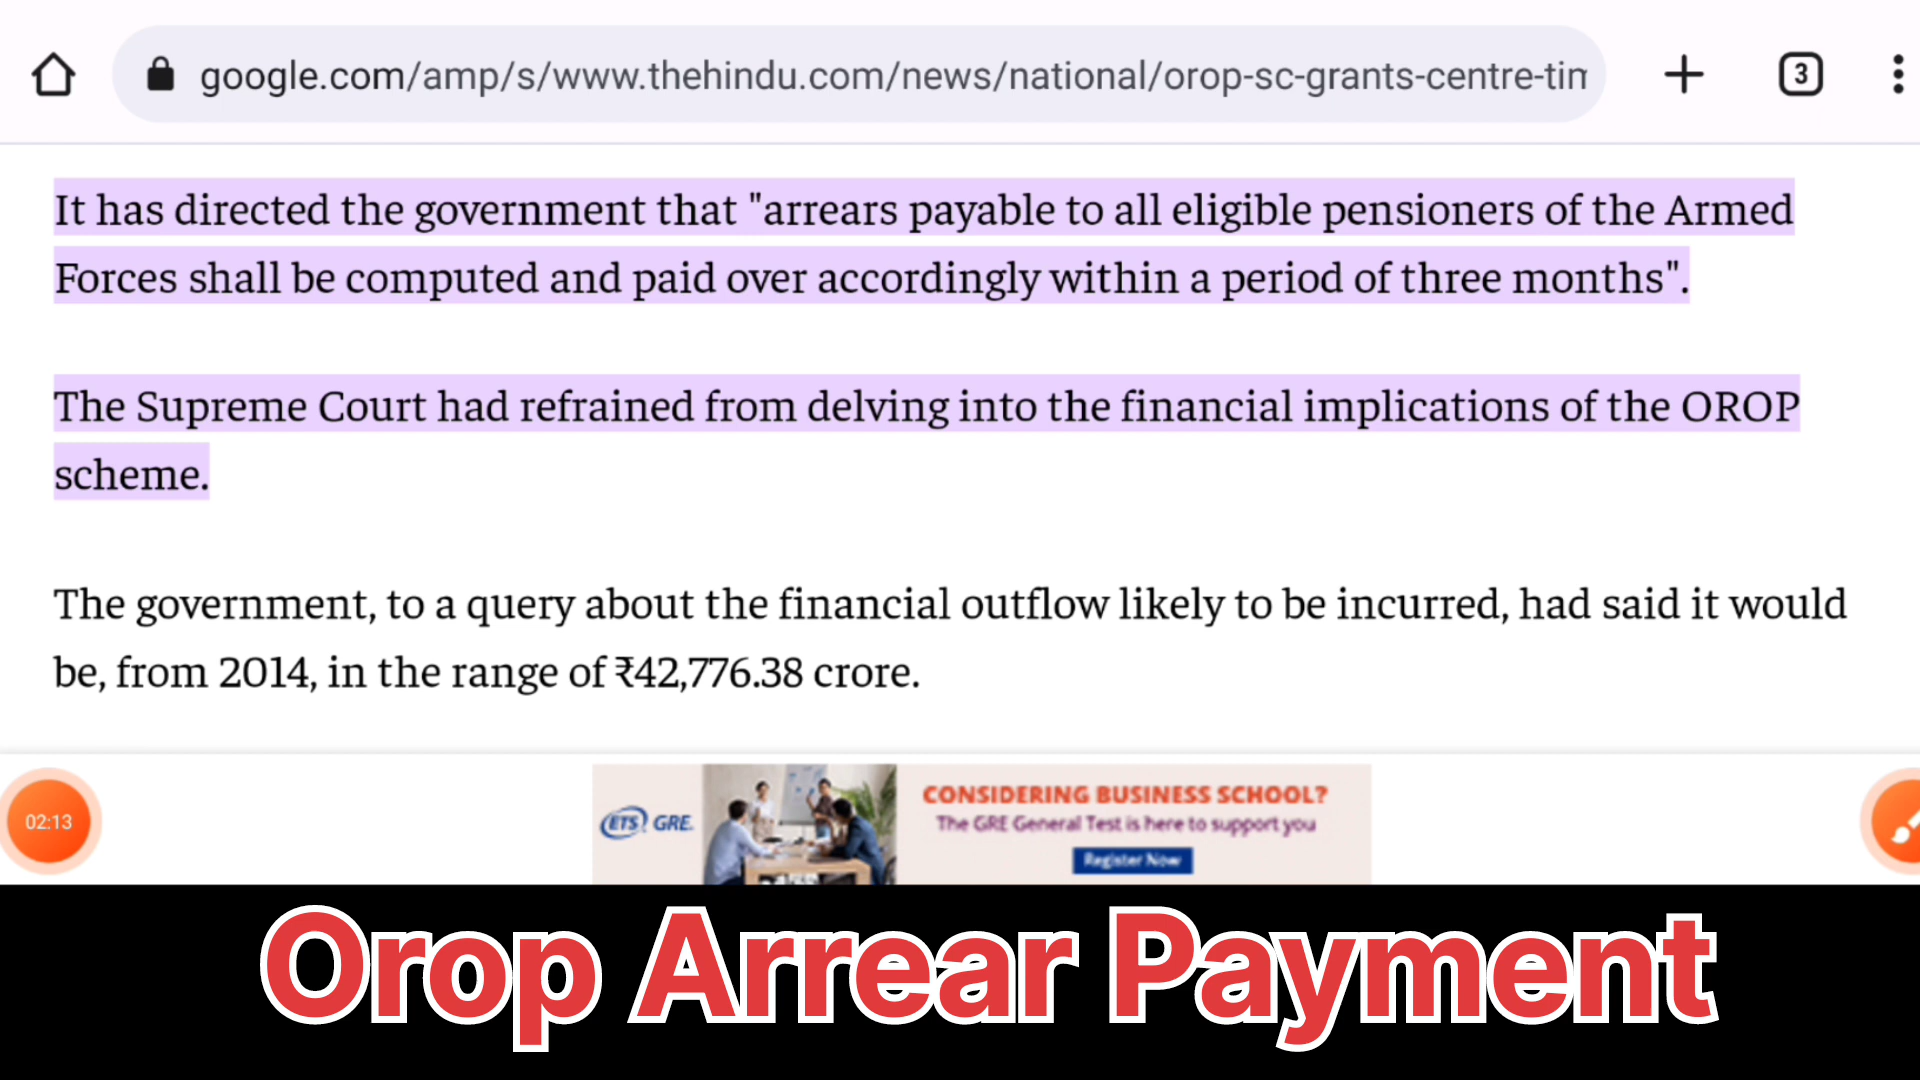 google.com/amp/s/www.thehindu.com/news/national/orop-sc-grants-centre-tim
3
It has directed the government that "arrears payable to all eligible pensioners of the Armed
Forces shall be computed and paid over accordingly within a period of three months".
The Supreme Court had refrained from delving into the financial implications of the OROP
scheme.
The government, to a query about the financial outflow likely to be incurred, had said it would
be, from 2014, in the range of ₹42,776.38 crore.
02:13
ETS GRE.
CONSIDERING BUSINESS SCHOOL?
The GRE General Test is here to support you
Register Now
Orop Arrear Payment